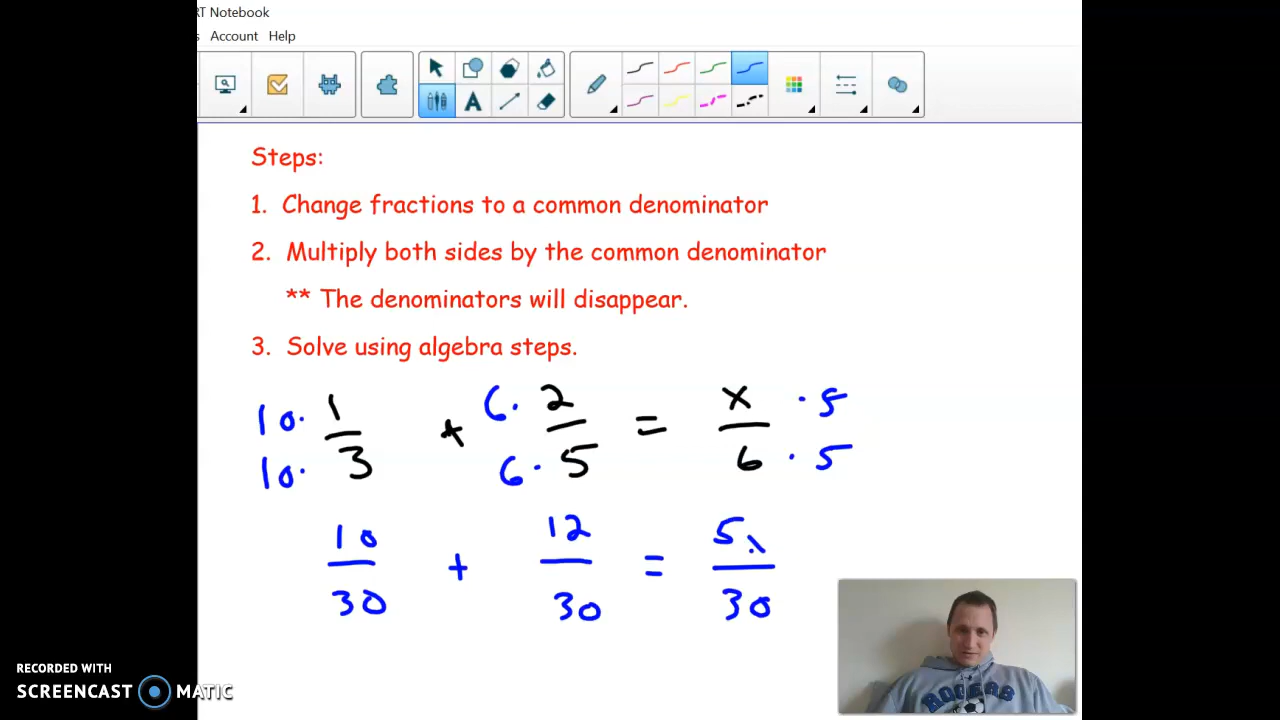 RT Notebook
s Account Help
A
Steps:
1. Change fractions to a common denominator
2. Multiply both sides by the common denominator
** The denominators will disappear.
3. Solve using algebra steps.
10· 1 + 6· 2 = x · 5
10· 3 6· 5 6 · 5
10 + 12 = 5
30 30 30
RECORDED WITH
SCREENCAST MATIC